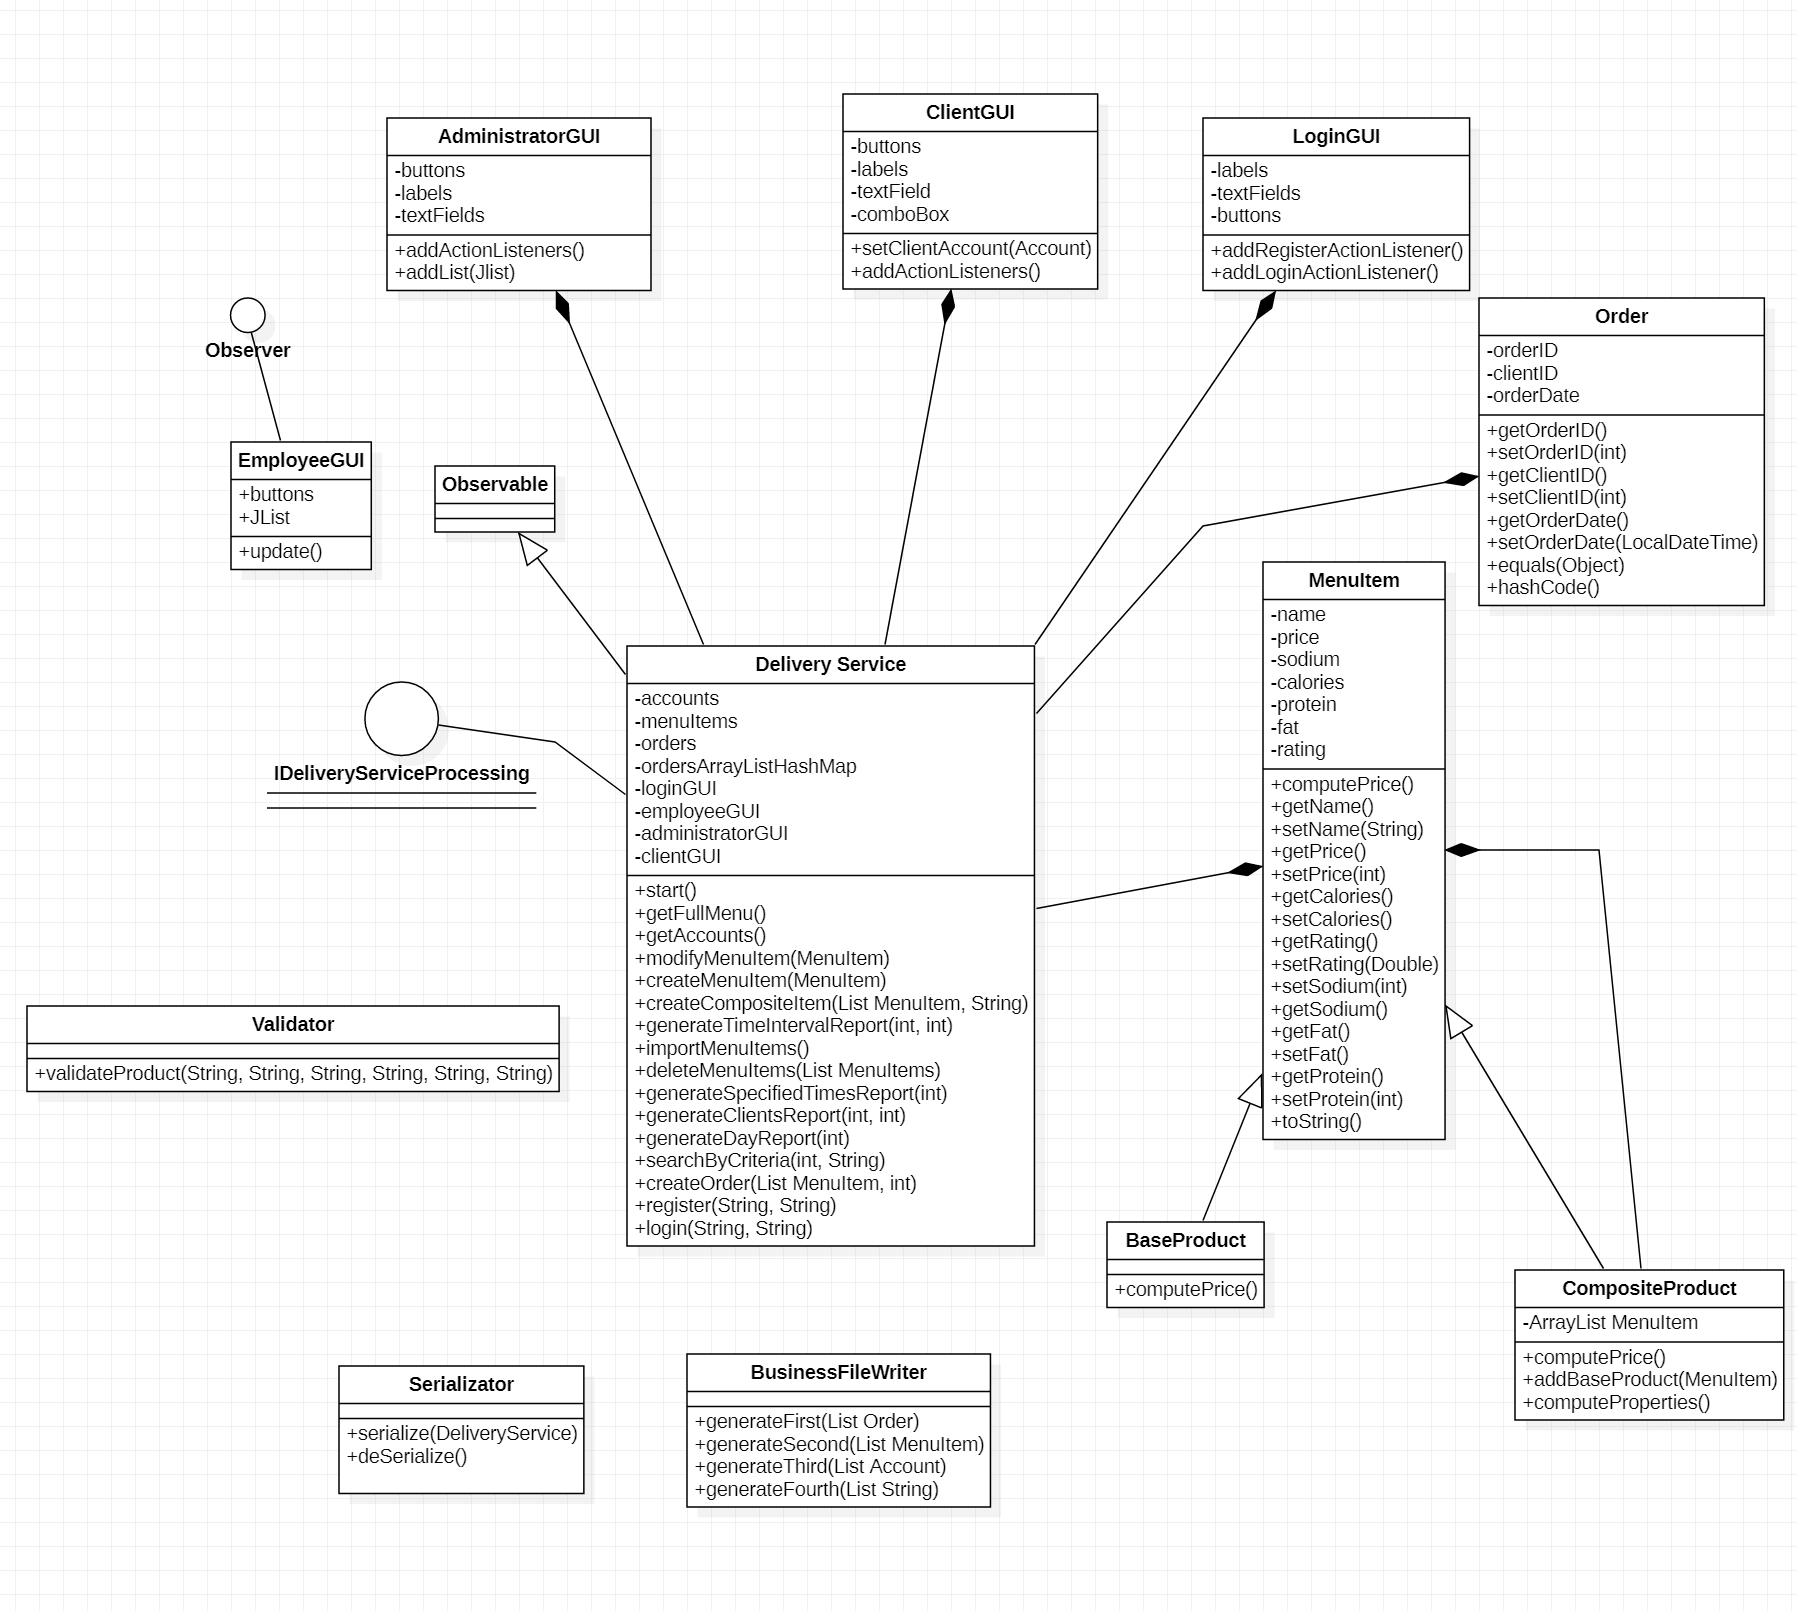 AdministratorGUI
-buttons
-labels
-textFields
+addActionListeners()
+addList(Jlist)
ClientGUI
-buttons
-labels
-textField
-comboBox
+setClientAccount(Account)
+addActionListeners()
LoginGUI
-labels
-textFields
-buttons
+addRegisterActionListener()
+addLoginActionListener()
Observer
Order
-orderID
-clientID
-orderDate
+getOrderID()
+setOrderID(int)
+getClientID()
+setClientID(int)
+getOrderDate()
+setOrderDate(LocalDateTime)
+equals(Object)
+hashCode()
EmployeeGUI
+buttons
+JList
+update()
Observable
MenuItem
-name
-price
-sodium
-calories
-protein
-fat
-rating
+computePrice()
+getName()
+setName(String)
+getPrice()
+setPrice(int)
+getCalories()
+setCalories()
+getRating()
+setRating(Double)
+setSodium(int)
+getSodium()
+getFat()
+setFat()
+getProtein()
+setProtein(int)
+toString()
Delivery Service
-accounts
-menuItems
-orders
-ordersArrayListHashMap
-loginGUI
-employeeGUI
-administratorGUI
-clientGUI
+start()
+getFullMenu()
+getAccounts()
+modifyMenuItem(MenuItem)
+createMenuItem(MenuItem)
+createCompositeItem(List MenuItem, String)
+generateTimeIntervalReport(int, int)
+importMenuItems()
+deleteMenuItems(List MenuItems)
+generateSpecifiedTimesReport(int)
+generateClientsReport(int, int)
+generateDayReport(int)
+searchByCriteria(int, String)
+createOrder(List MenuItem, int)
+register(String, String)
+login(String, String)
IDeliveryServiceProcessing
Validator
+validateProduct(String, String, String, String, String, String)
BaseProduct
+computePrice()
CompositeProduct
-ArrayList MenuItem
+computePrice()
+addBaseProduct(MenuItem)
+computeProperties()
Serializator
+serialize(DeliveryService)
+deSerialize()
BusinessFileWriter
+generateFirst(List Order)
+generateSecond(List MenuItem)
+generateThird(List Account)
+generateFourth(List String)